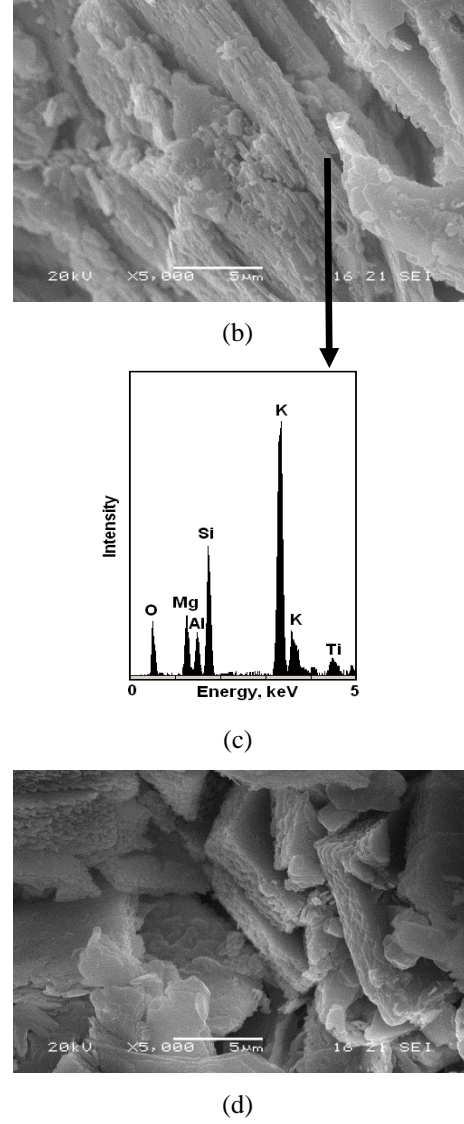 20kV X5,000 5μm 16 21 SEI
(b)
K
Si
Mg
O
Al
K
Ti
Intensity
0 Energy, keV 5
(c)
20kV X5,000 5μm 16 21 SEI
(d)